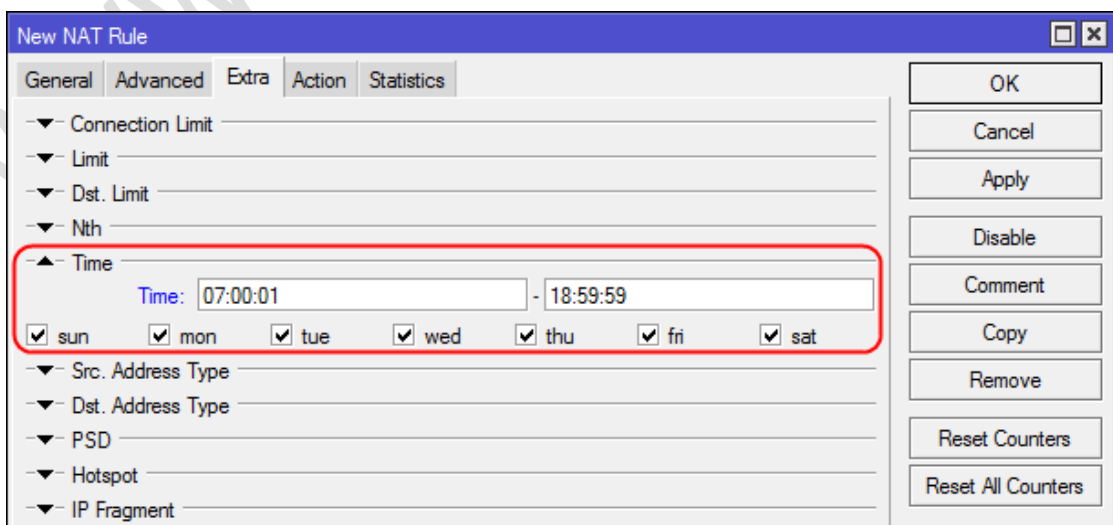 New NAT Rule
General Advanced Extra Action Statistics
OK
Connection Limit
Cancel
Limit
Apply
Dst. Limit
Nth
Disable
Time
Time: 07:00:01 - 18:59:59
Comment
sun mon tue wed thu fri sat
Copy
Src. Address Type
Remove
Dst. Address Type
PSD
Reset Counters
Hotspot
Reset All Counters
IP Fragment